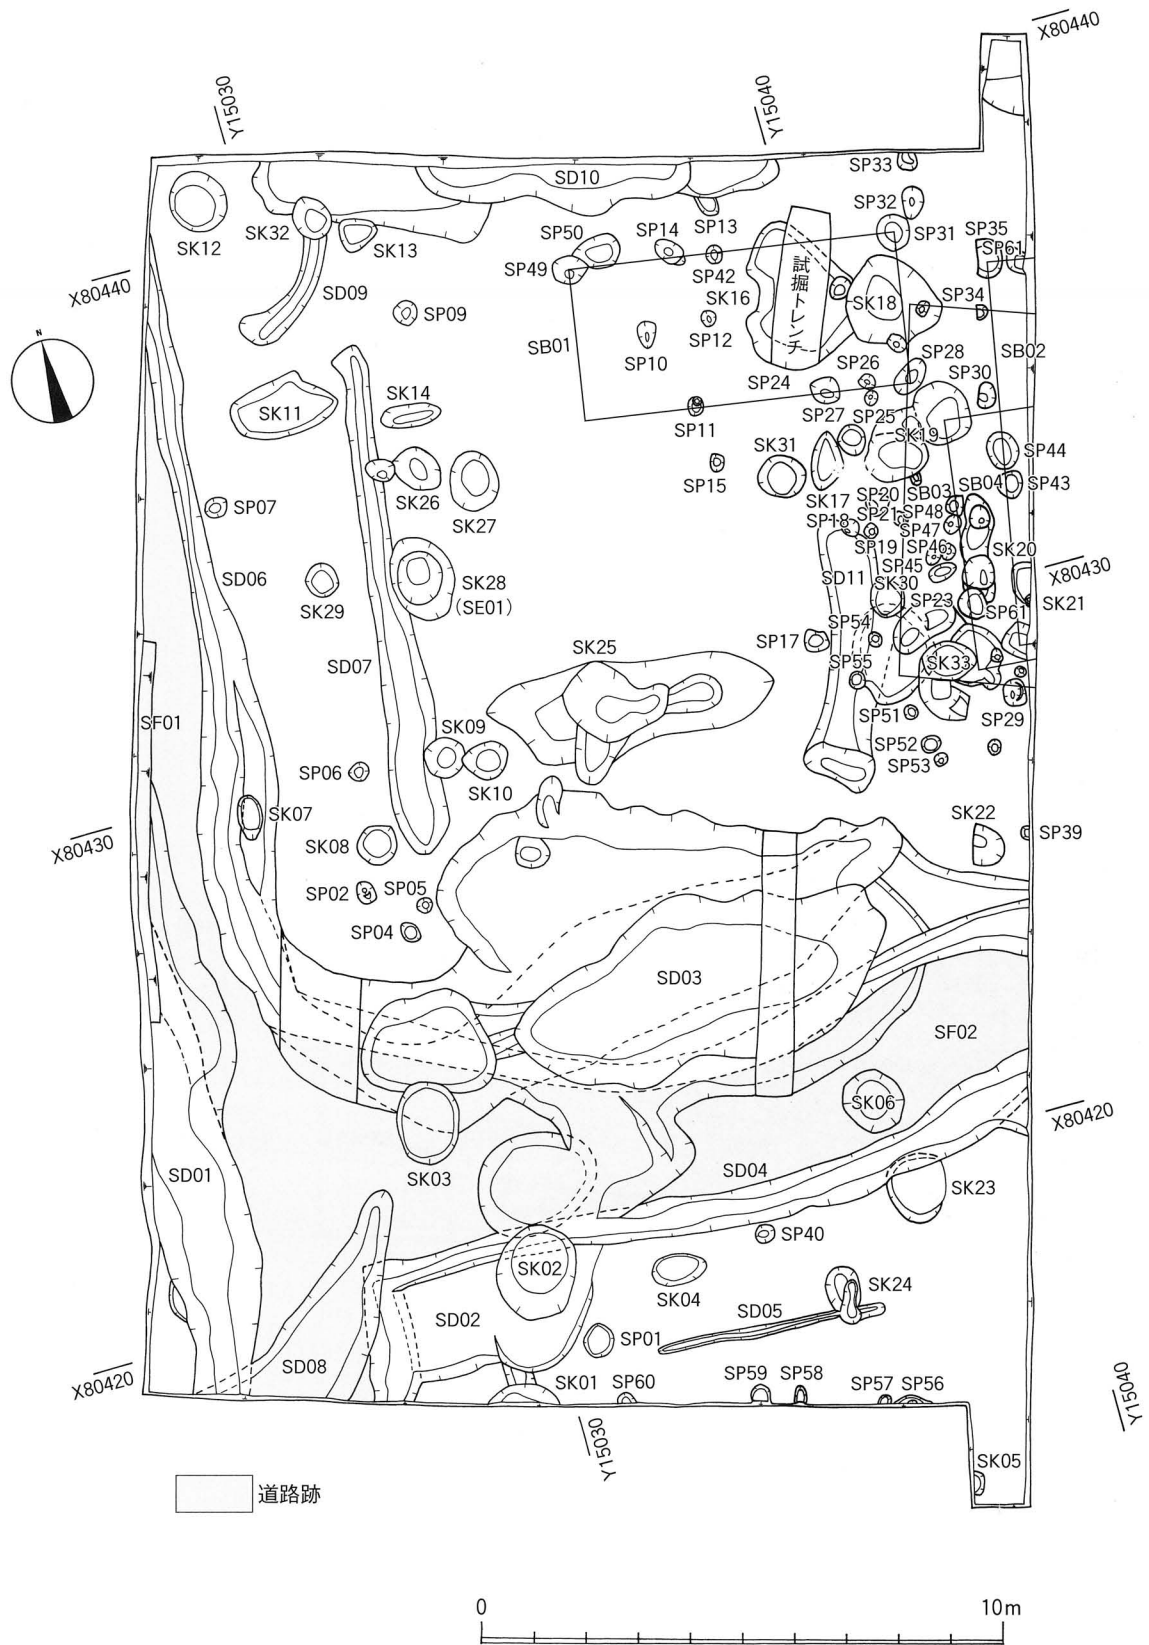 X80440
Y15030
Y15040
SP33
SD10
SP32
SK12
SK32
SK13
SP13
SP50
SP14
SP31
SP35
SP61
SP49
SP42
X80440
SD09
SK16
試掘トレンチ
SK18
SP34
SP09
SP12
SP10
SB01
SP28
SB02
N
SP26
SP30
SP24
SK14
SK11
SP27
SP25
SP11
SK19
SK31
SP44
SP15
SK26
SK27
SK17
SP20
SB03
SB04
SP43
SP07
SP18
SP21
SP48
SP47
SP19
SP46
SK20
SD06
SP45
SD11
SK30
X80430
SK28
(SE01)
SK29
SP23
SP61
SK21
SP54
SP17
SD07
SK25
SP55
SK33
SF01
SP51
SP29
SK09
SP52
SP53
SP06
SK10
SK07
SK22
SP39
X80430
SK08
SP02
SP05
SP04
SD03
SF02
SK06
X80420
SD01
SK03
SD04
SK23
SP40
SK02
SK04
SK24
SD05
SD02
SP01
SD08
X80420
SK01
SP60
SP59
SP58
SP57
SP56
Y15040
Y15030
SK05
道路跡
0
10m